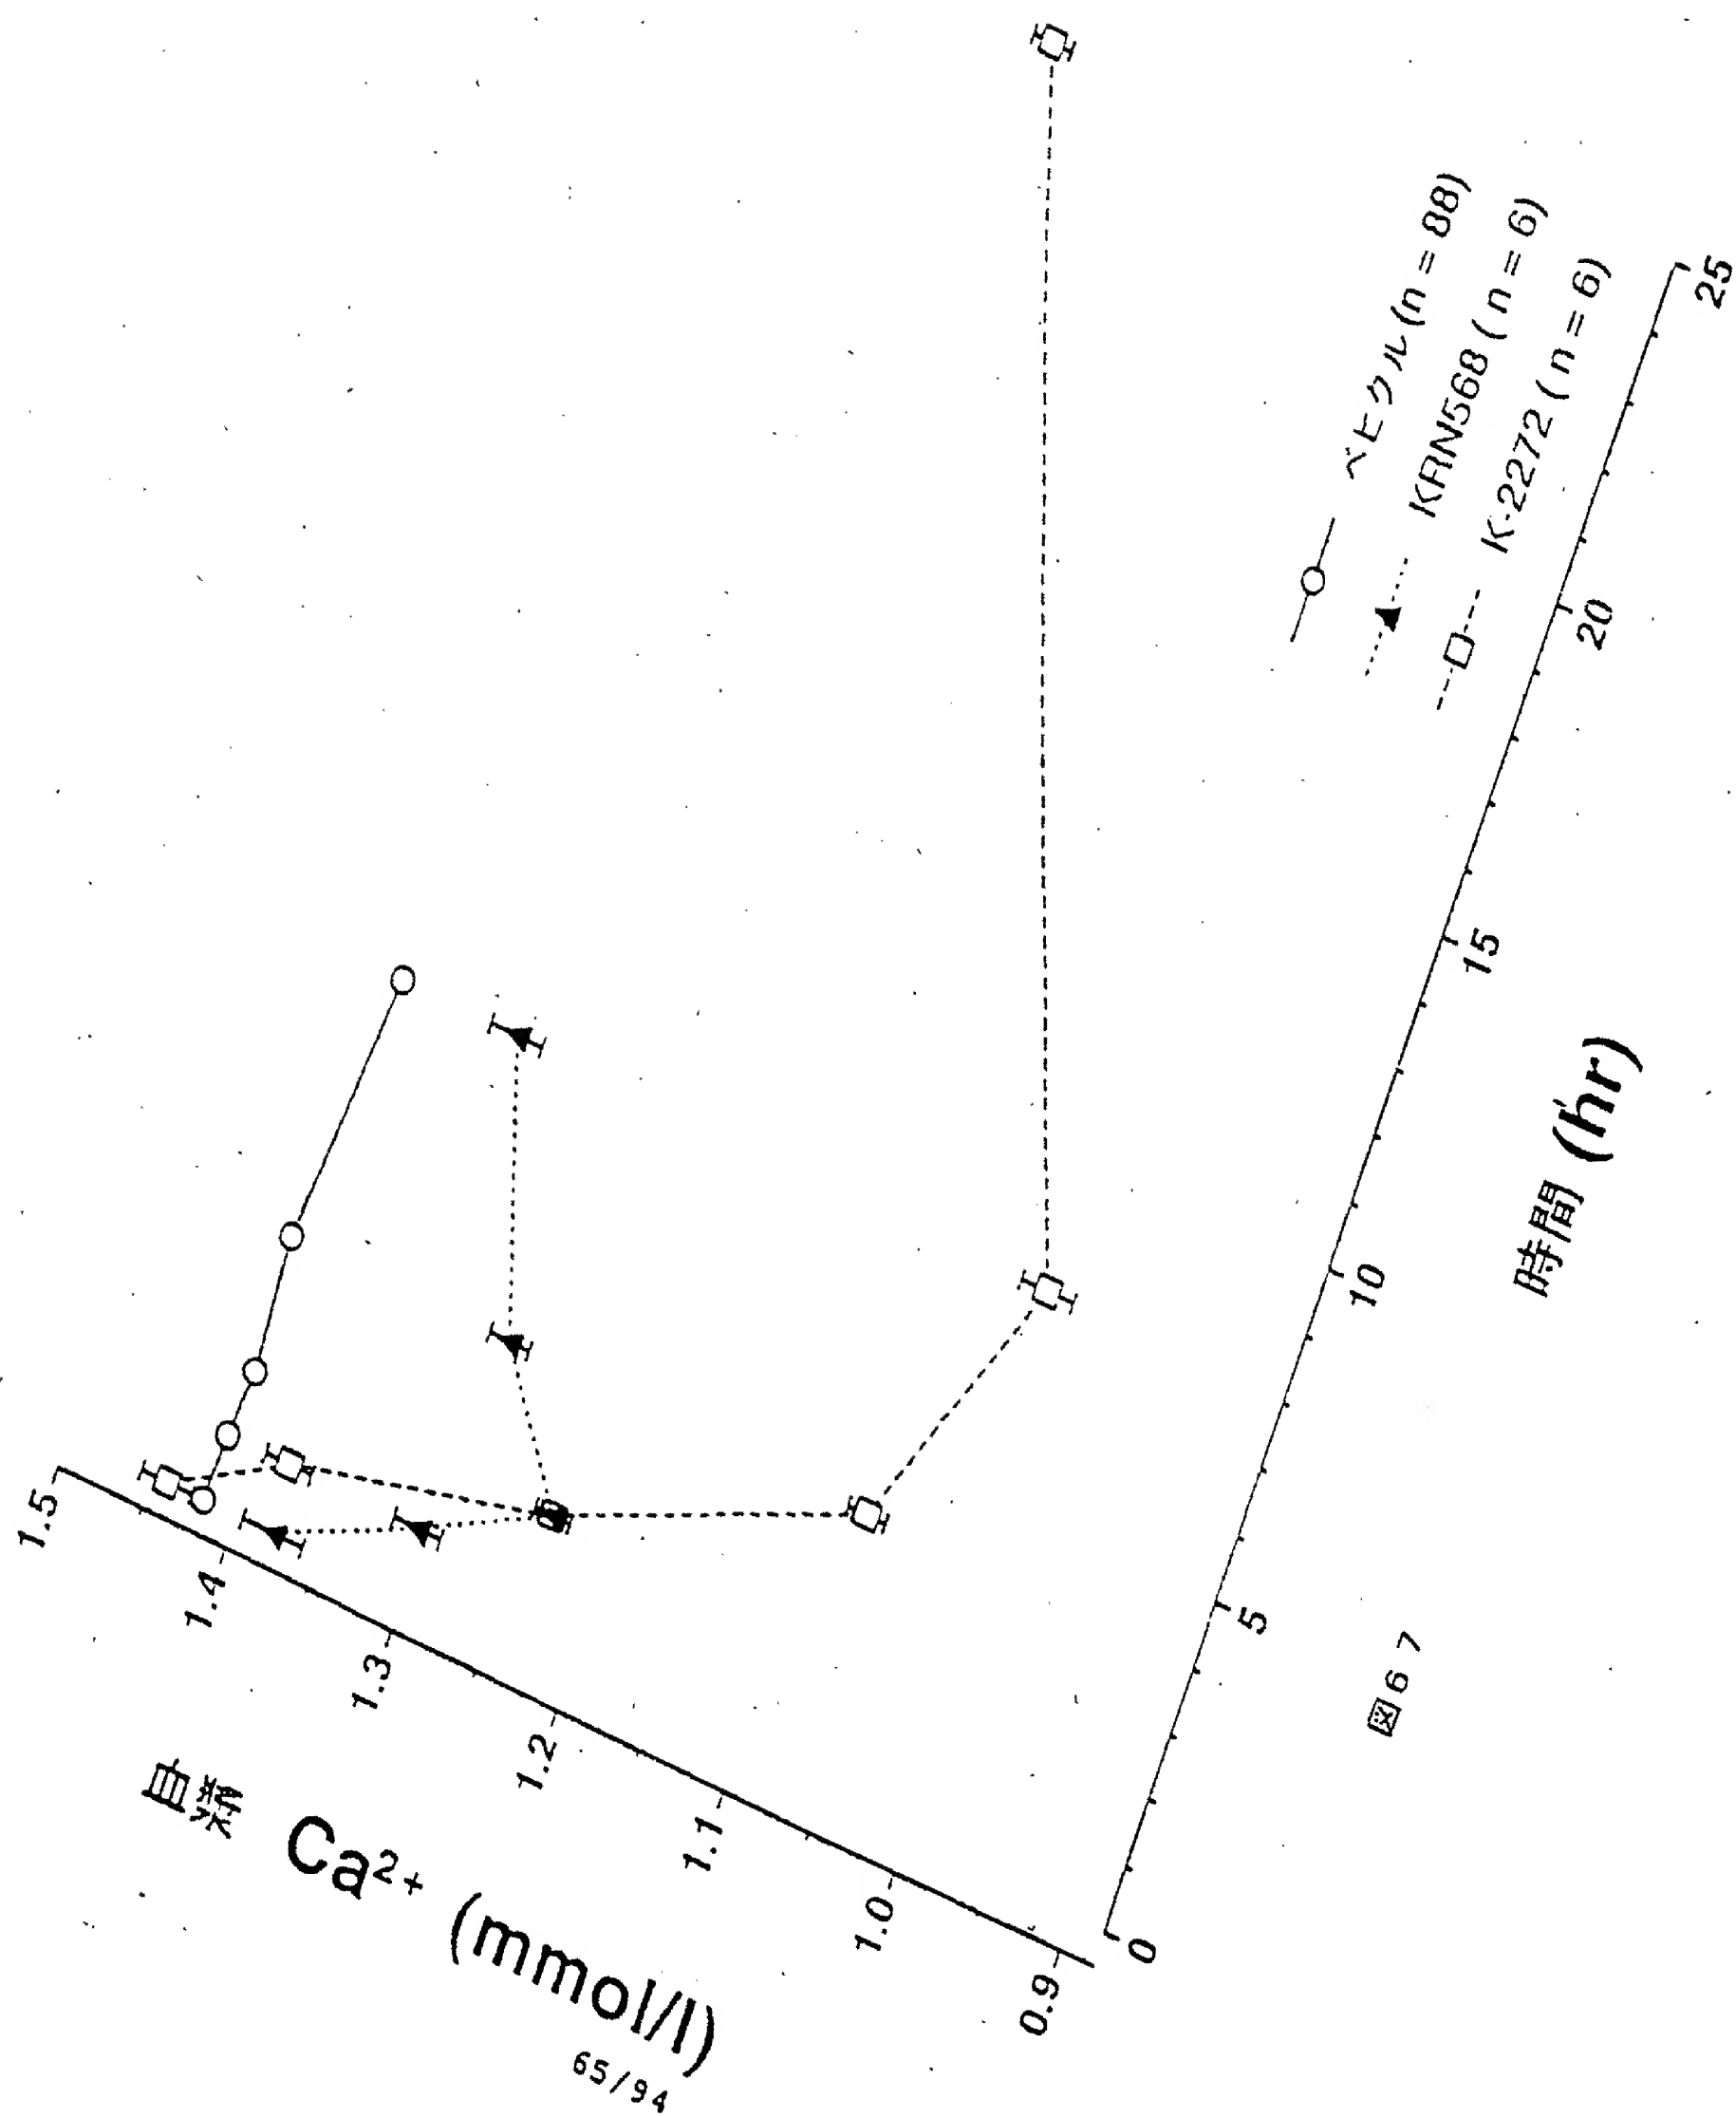 65/94
血漿 Ca²⁺ (mmol/l)
1.5
1.4
1.3
1.2
1.1
1.0
0.9
0
5
10
15
20
25
時間 (hr)
ベヒクル (n = 88)
KRN568 (n = 6)
K-2272 (n = 6)
図67